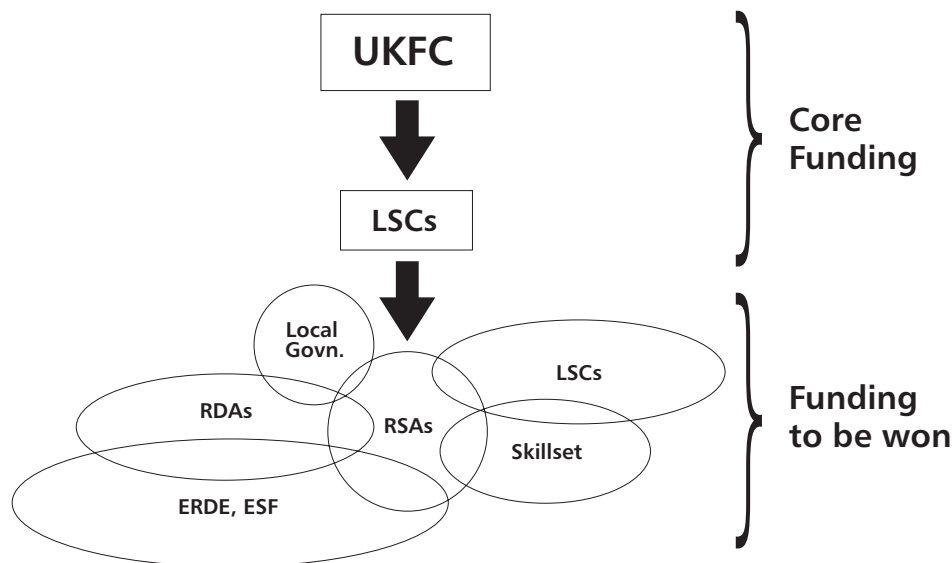 UKFC
Core
Funding
LSCs
Local
Govn.
LSCs
RDAs
RSAs
Funding
to be won
Skillset
ERDE, ESF